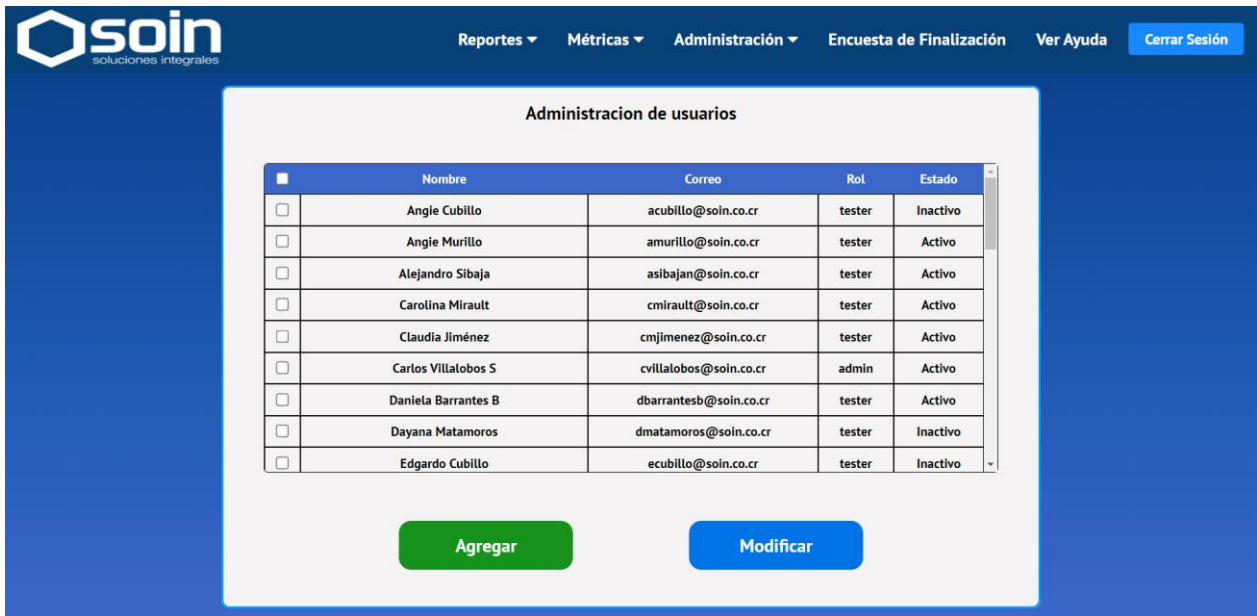 soin
soluciones integrales
Reportes Métricas Administración Encuesta de Finalización Ver Ayuda Cerrar Sesión
Administracion de usuarios
Nombre Correo Rol Estado
Angie Cubillo acubillo@soin.co.cr tester Inactivo
Angie Murillo amurillo@soin.co.cr tester Activo
Alejandro Sibaja asibajan@soin.co.cr tester Activo
Carolina Mirault cmirault@soin.co.cr tester Activo
Claudia Jiménez cmjimenez@soin.co.cr tester Activo
Carlos Villalobos S cvillalobos@soin.co.cr admin Activo
Daniela Barrantes B dbarrantesb@soin.co.cr tester Activo
Dayana Matamoros dmatamoros@soin.co.cr tester Inactivo
Edgardo Cubillo ecubillo@soin.co.cr tester Inactivo
Agregar Modificar